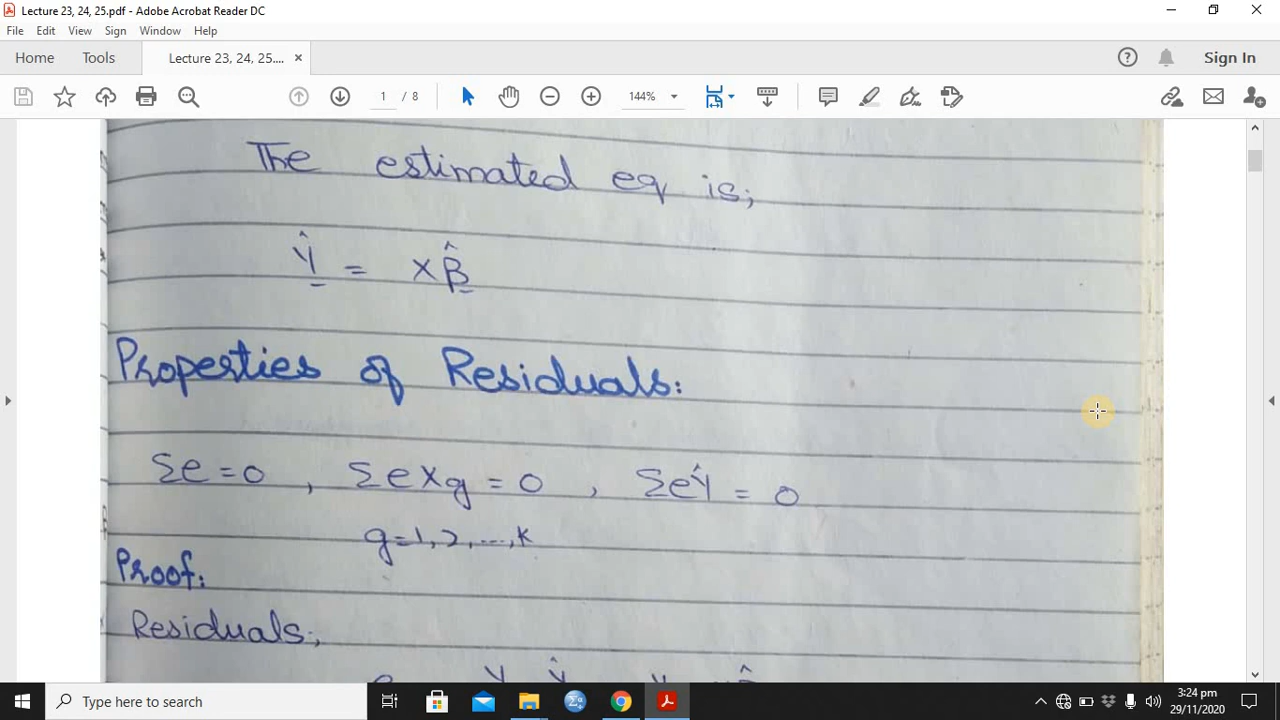 Lecture 23, 24, 25.pdf - Adobe Acrobat Reader DC
File Edit View Sign Window Help
Home Tools Lecture 23, 24, 25.... × Sign In
1 / 8 144%
The estimated eq is;
Ŷ = Xβ̂
Properties of Residuals:
Σe=0 , ΣeXg = 0 , ΣeŶ = 0
g=1,2,...,K
Proof:
Residuals;
Type here to search
3:24 pm
29/11/2020